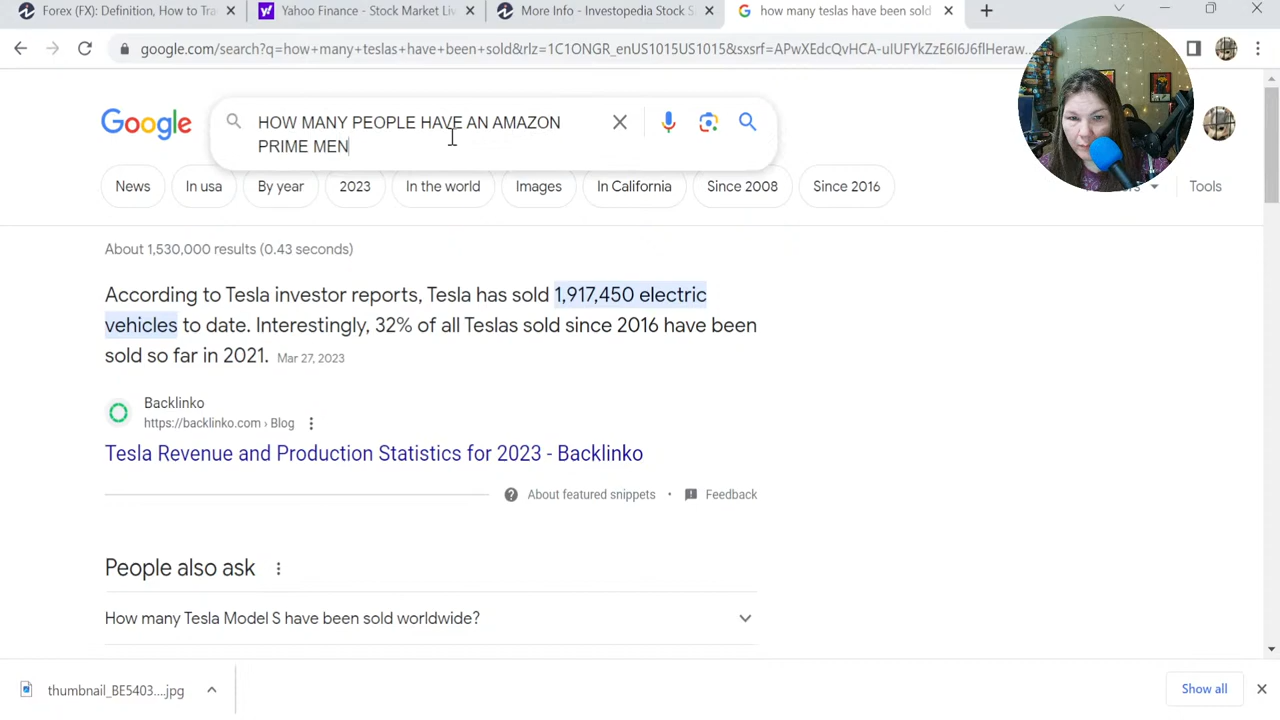 Forex (FX): Definition, How to Tra
Yahoo Finance - Stock Market Liv
More Info - Investopedia Stock S
how many teslas have been sold
google.com/search?q=how+many+teslas+have+been+sold&rlz=1C1ONGR_enUS1015US1015&sxsrf=APwXEdcQvHCA-uIUFYkZzE6I6J6flHeraw...
Google
HOW MANY PEOPLE HAVE AN AMAZON
PRIME MEN
News
In usa
By year
2023
In the world
Images
In California
Since 2008
Since 2016
Tools
About 1,530,000 results (0.43 seconds)
According to Tesla investor reports, Tesla has sold 1,917,450 electric
vehicles to date. Interestingly, 32% of all Teslas sold since 2016 have been
sold so far in 2021. Mar 27, 2023
Backlinko
https://backlinko.com › Blog
Tesla Revenue and Production Statistics for 2023 - Backlinko
About featured snippets • Feedback
People also ask
How many Tesla Model S have been sold worldwide?
thumbnail_BE5403....jpg
Show all